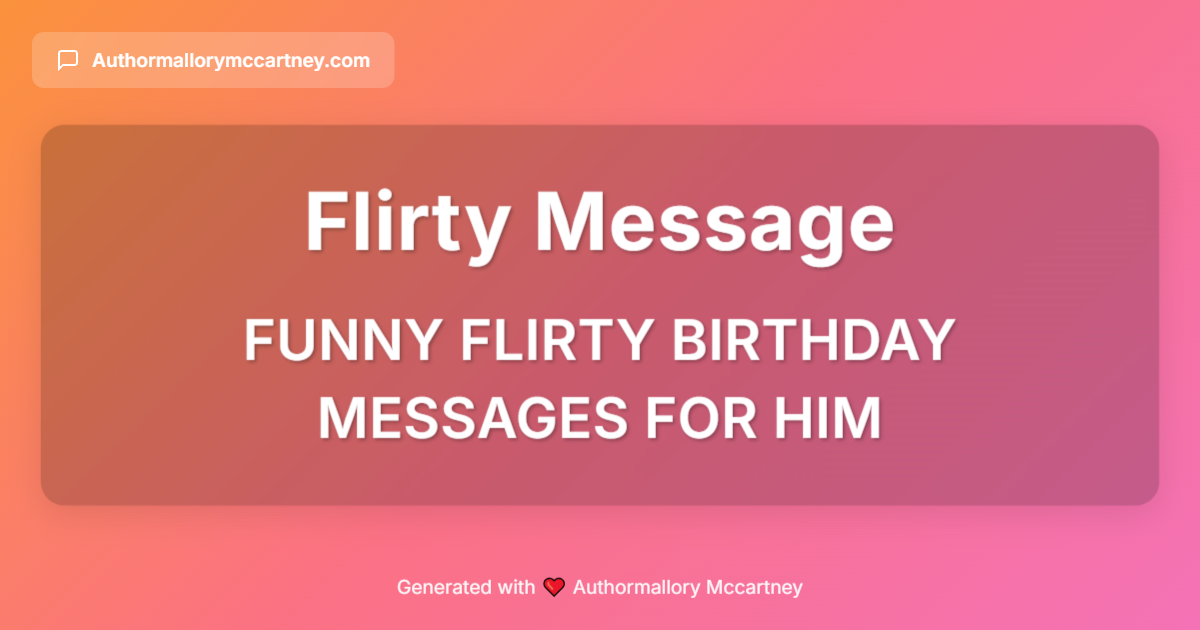 Authormallorymccartney.com
Flirty Message
FUNNY FLIRTY BIRTHDAY
MESSAGES FOR HIM
Generated with ❤️ Authormallory Mccartney